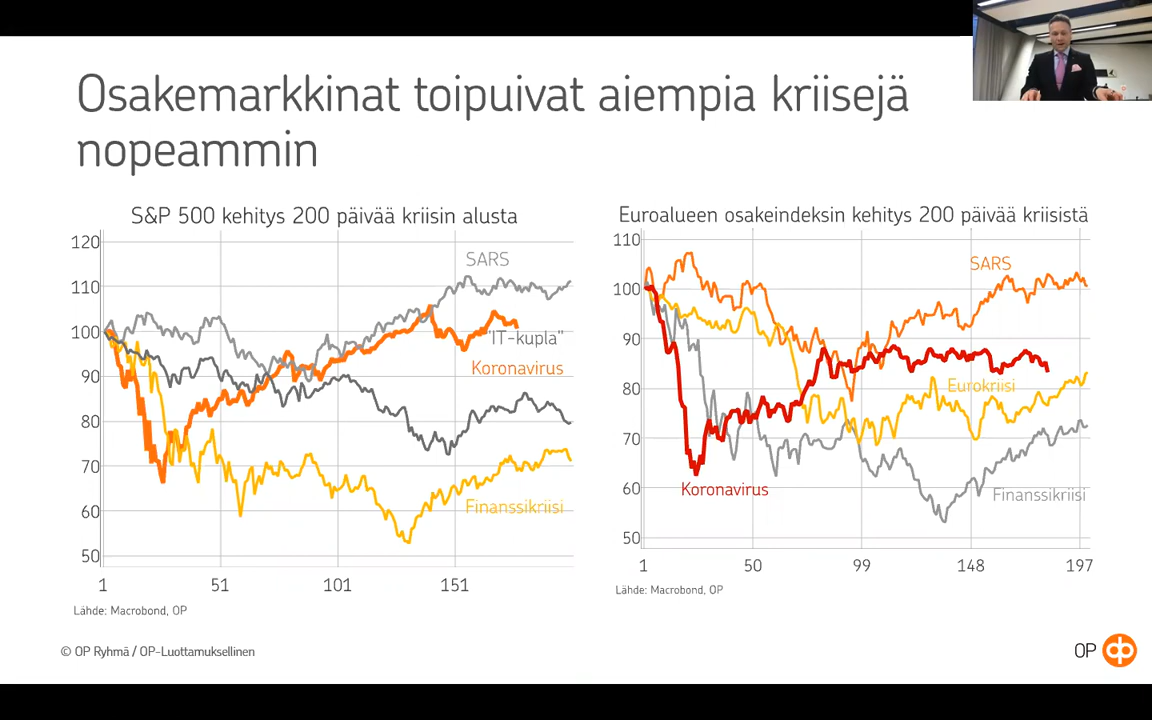 Osakemarkkinat toipuivat aiempia kriisejä
nopeammin
S&P 500 kehitys 200 päivää kriisin alusta
120
110
100
90
80
70
60
50
SARS
"IT-kupla"
Koronavirus
Finanssikriisi
1
51
101
151
Lähde: Macrobond, OP
Euroalueen osakeindeksin kehitys 200 päivää kriisistä
110
100
90
80
70
60
50
SARS
Eurokriisi
Koronavirus
Finanssikriisi
1
50
99
148
197
Lähde: Macrobond, OP
© OP Ryhmä / OP-Luottamuksellinen
OP